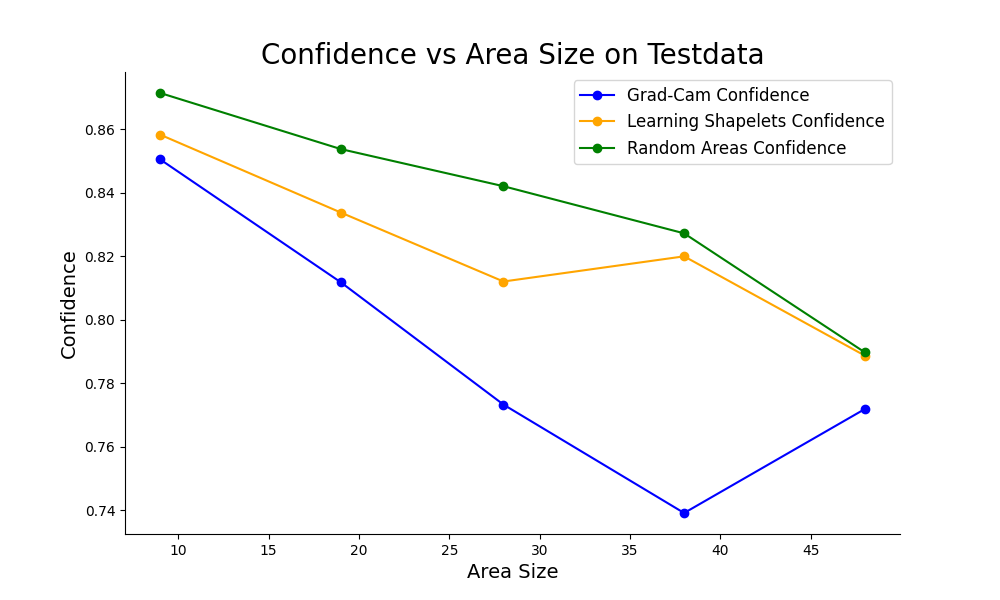 Confidence vs Area Size on Testdata
Grad-Cam Confidence
Learning Shapelets Confidence
Random Areas Confidence
Confidence
0.86
0.84
0.82
0.80
0.78
0.76
0.74
10 15 20 25 30 35 40 45
Area Size